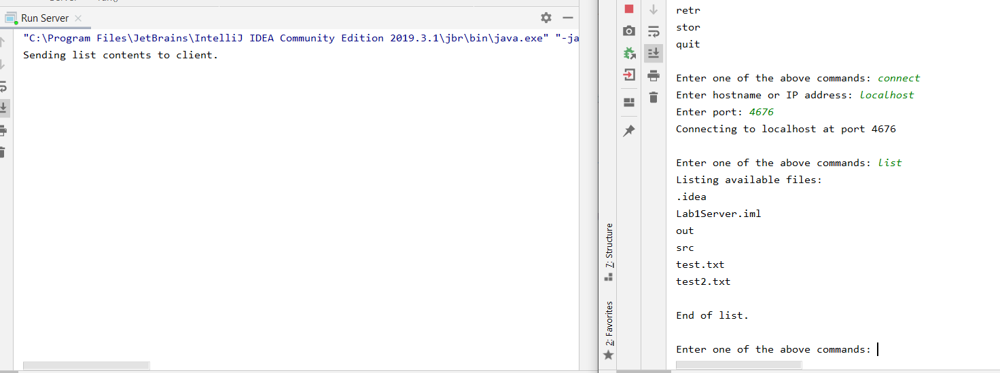 Run Server
"C:\Program Files\JetBrains\IntelliJ IDEA Community Edition 2019.3.1\jbr\bin\java.exe" "-ja
Sending list contents to client.
7: Structure
2: Favorites
retr
stor
quit
Enter one of the above commands: connect
Enter hostname or IP address: localhost
Enter port: 4676
Connecting to localhost at port 4676
Enter one of the above commands: list
Listing available files:
.idea
Lab1Server.iml
out
src
test.txt
test2.txt
End of list.
Enter one of the above commands: